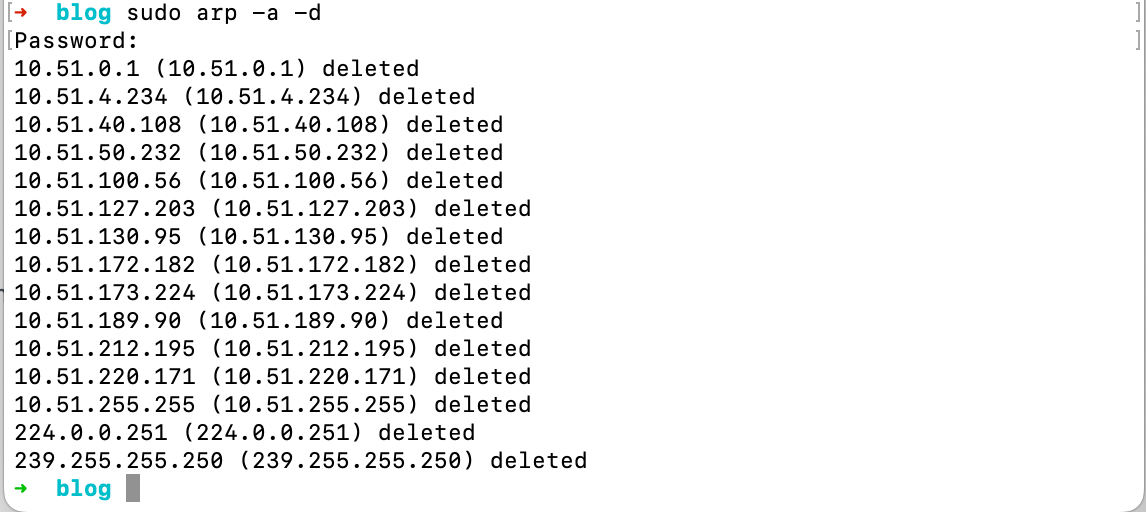 [➜  blog sudo arp -a -d ]
[Password: ]
10.51.0.1 (10.51.0.1) deleted
10.51.4.234 (10.51.4.234) deleted
10.51.40.108 (10.51.40.108) deleted
10.51.50.232 (10.51.50.232) deleted
10.51.100.56 (10.51.100.56) deleted
10.51.127.203 (10.51.127.203) deleted
10.51.130.95 (10.51.130.95) deleted
10.51.172.182 (10.51.172.182) deleted
10.51.173.224 (10.51.173.224) deleted
10.51.189.90 (10.51.189.90) deleted
10.51.212.195 (10.51.212.195) deleted
10.51.220.171 (10.51.220.171) deleted
10.51.255.255 (10.51.255.255) deleted
224.0.0.251 (224.0.0.251) deleted
239.255.255.250 (239.255.255.250) deleted
➜  blog